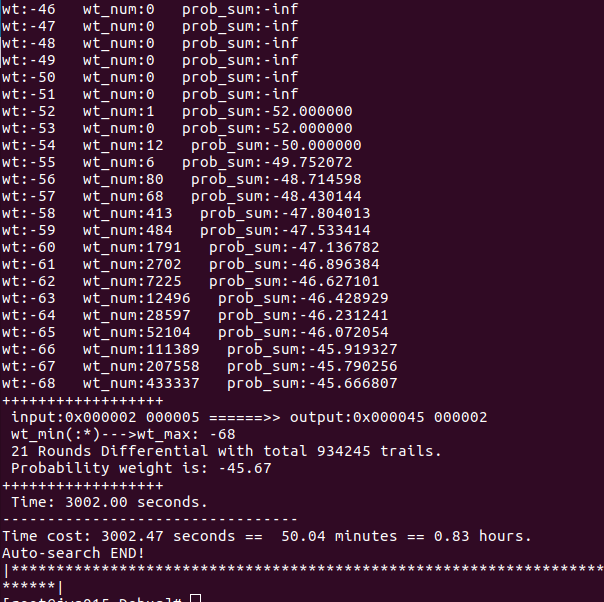 wt:-46   wt_num:0   prob_sum:-inf
wt:-47   wt_num:0   prob_sum:-inf
wt:-48   wt_num:0   prob_sum:-inf
wt:-49   wt_num:0   prob_sum:-inf
wt:-50   wt_num:0   prob_sum:-inf
wt:-51   wt_num:0   prob_sum:-inf
wt:-52   wt_num:1   prob_sum:-52.000000
wt:-53   wt_num:0   prob_sum:-52.000000
wt:-54   wt_num:12   prob_sum:-50.000000
wt:-55   wt_num:6   prob_sum:-49.752072
wt:-56   wt_num:80   prob_sum:-48.714598
wt:-57   wt_num:68   prob_sum:-48.430144
wt:-58   wt_num:413   prob_sum:-47.804013
wt:-59   wt_num:484   prob_sum:-47.533414
wt:-60   wt_num:1791   prob_sum:-47.136782
wt:-61   wt_num:2702   prob_sum:-46.896384
wt:-62   wt_num:7225   prob_sum:-46.627101
wt:-63   wt_num:12496   prob_sum:-46.428929
wt:-64   wt_num:28597   prob_sum:-46.231241
wt:-65   wt_num:52104   prob_sum:-46.072054
wt:-66   wt_num:111389   prob_sum:-45.919327
wt:-67   wt_num:207558   prob_sum:-45.790256
wt:-68   wt_num:433337   prob_sum:-45.666807
++++++++++++++++++
 input:0x000002 000005 ======>> output:0x000045 000002
 wt_min(:*)--->wt_max: -68
 21 Rounds Differential with total 934245 trails.
 Probability weight is: -45.67
++++++++++++++++++
 Time: 3002.00 seconds.
---------------------------------
Time cost: 3002.47 seconds ==  50.04 minutes == 0.83 hours.
Auto-search END!
|******************************************************************
******|